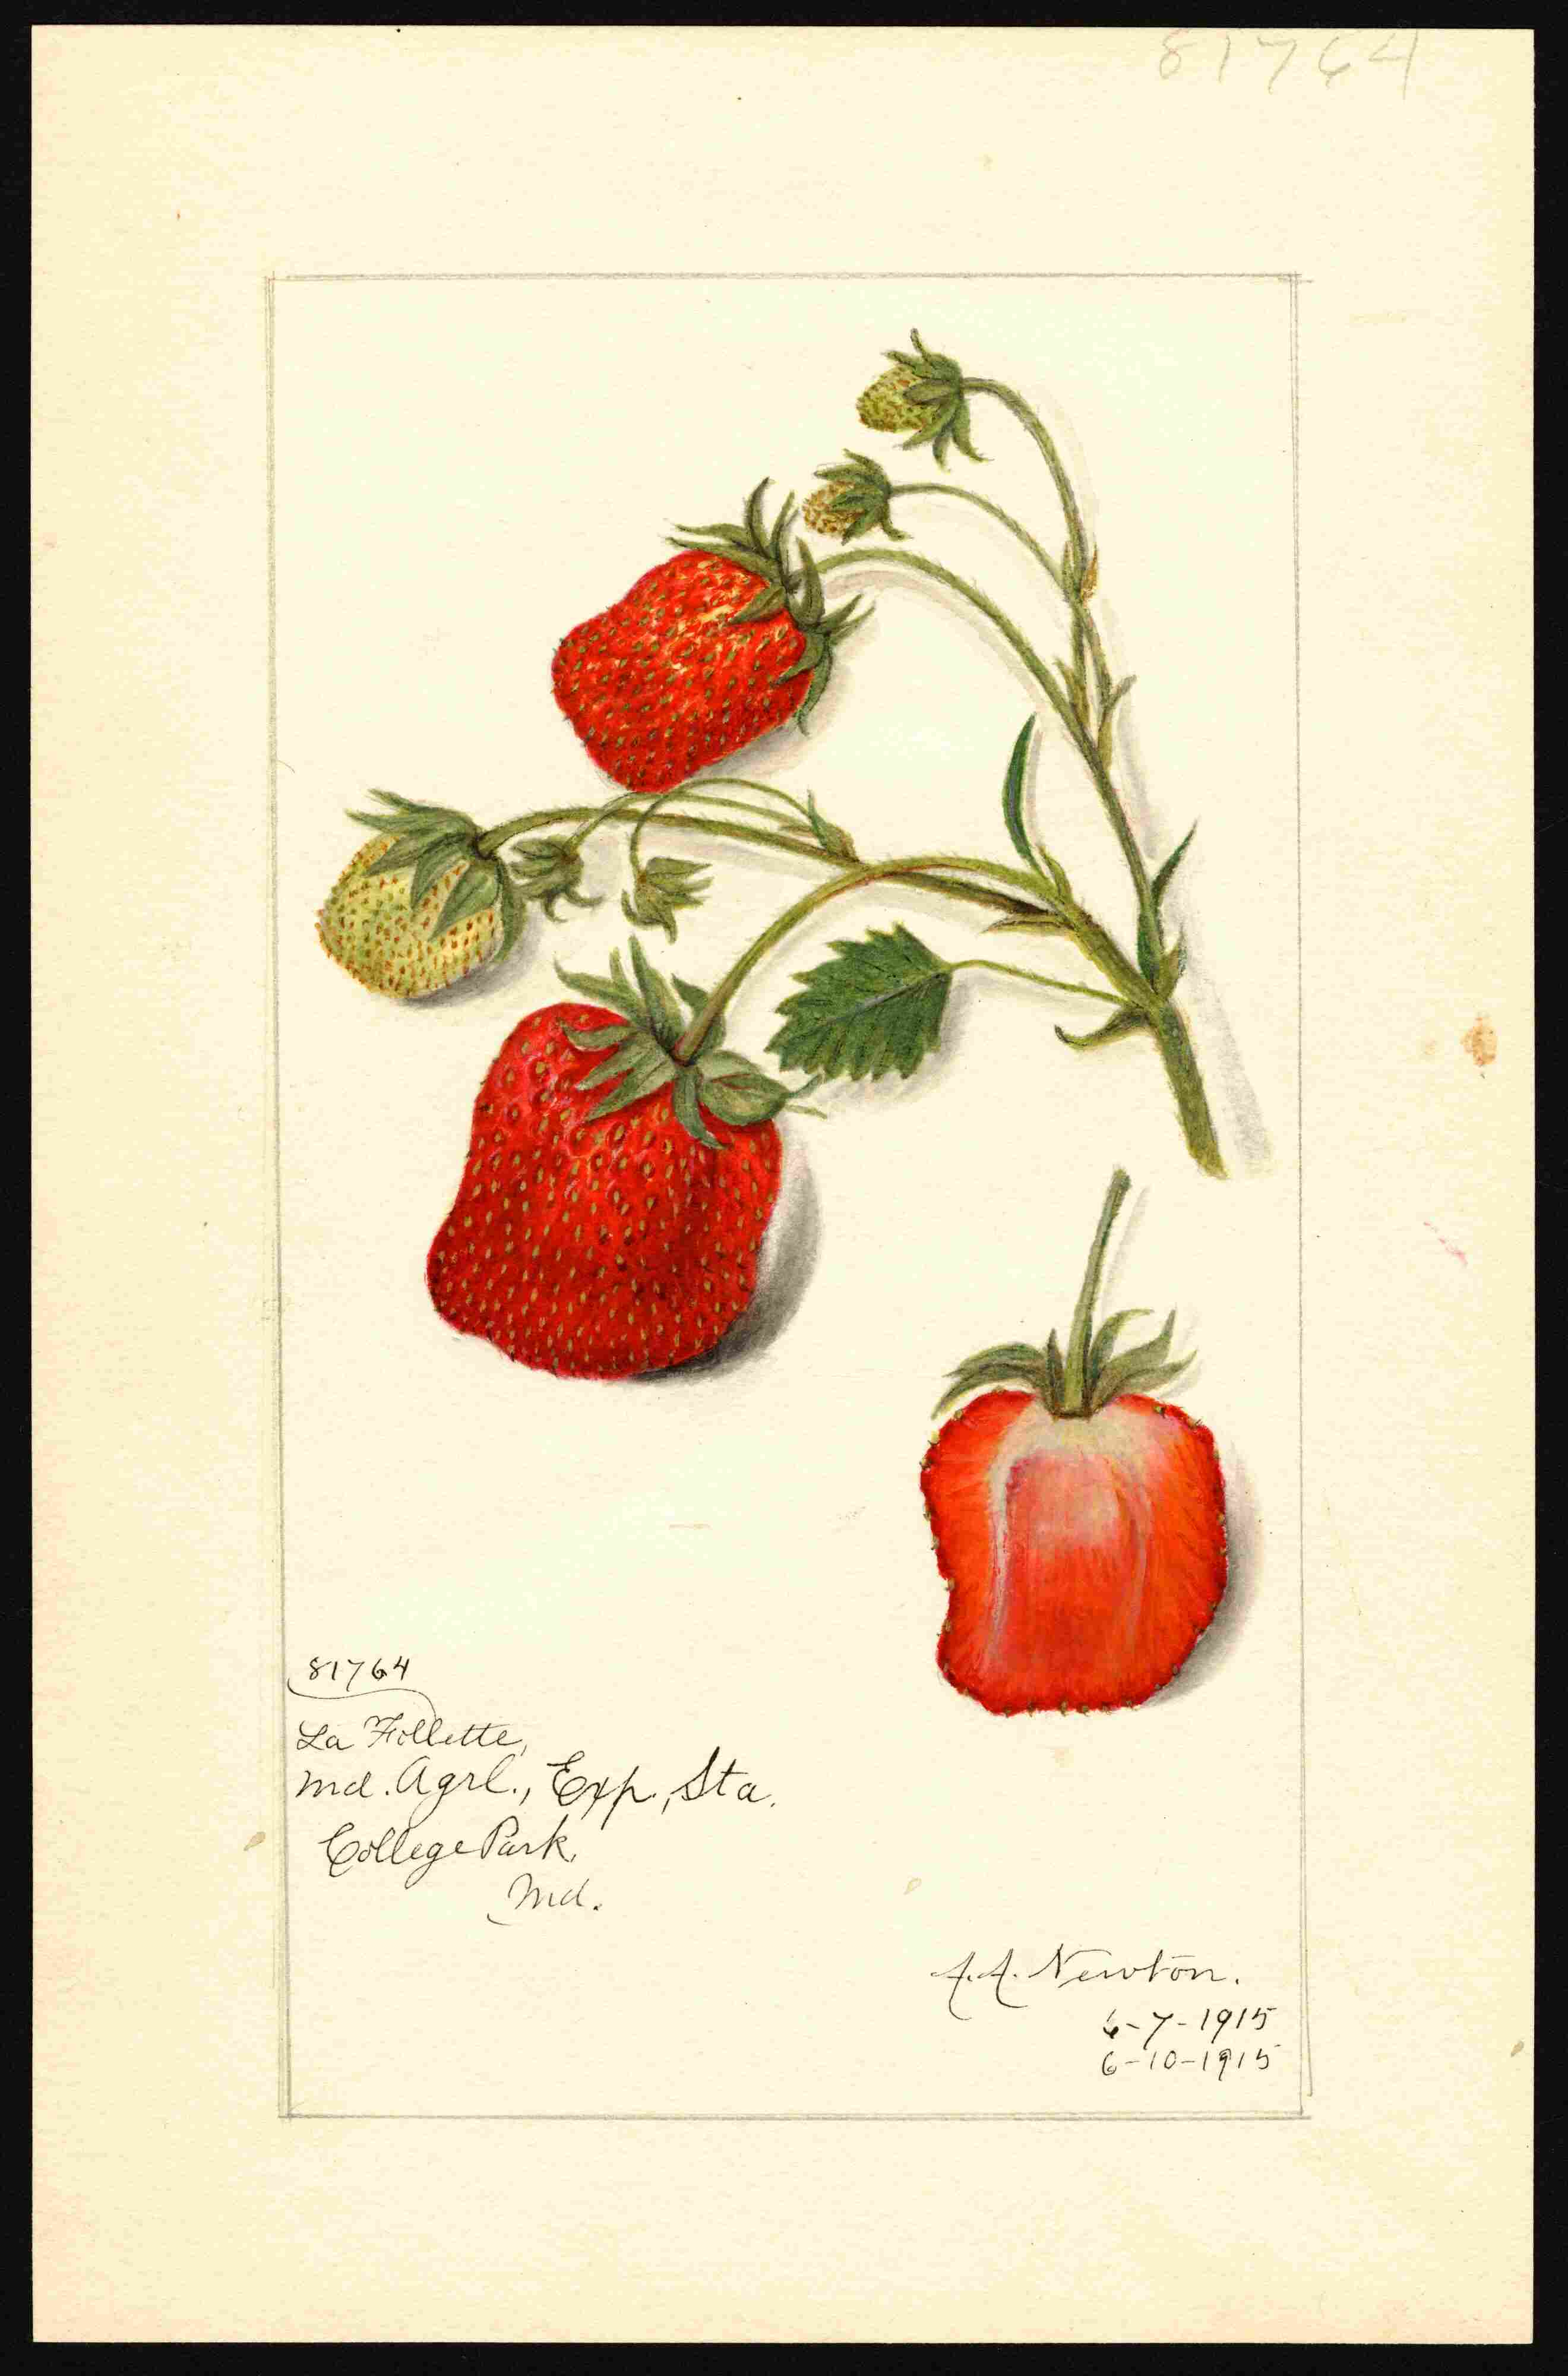 81764
81764
La Follette,
Md. Agrl., Exp., Sta.
College Park,
Md.
A.A. Newton.
6-7-1915
6-10-1915